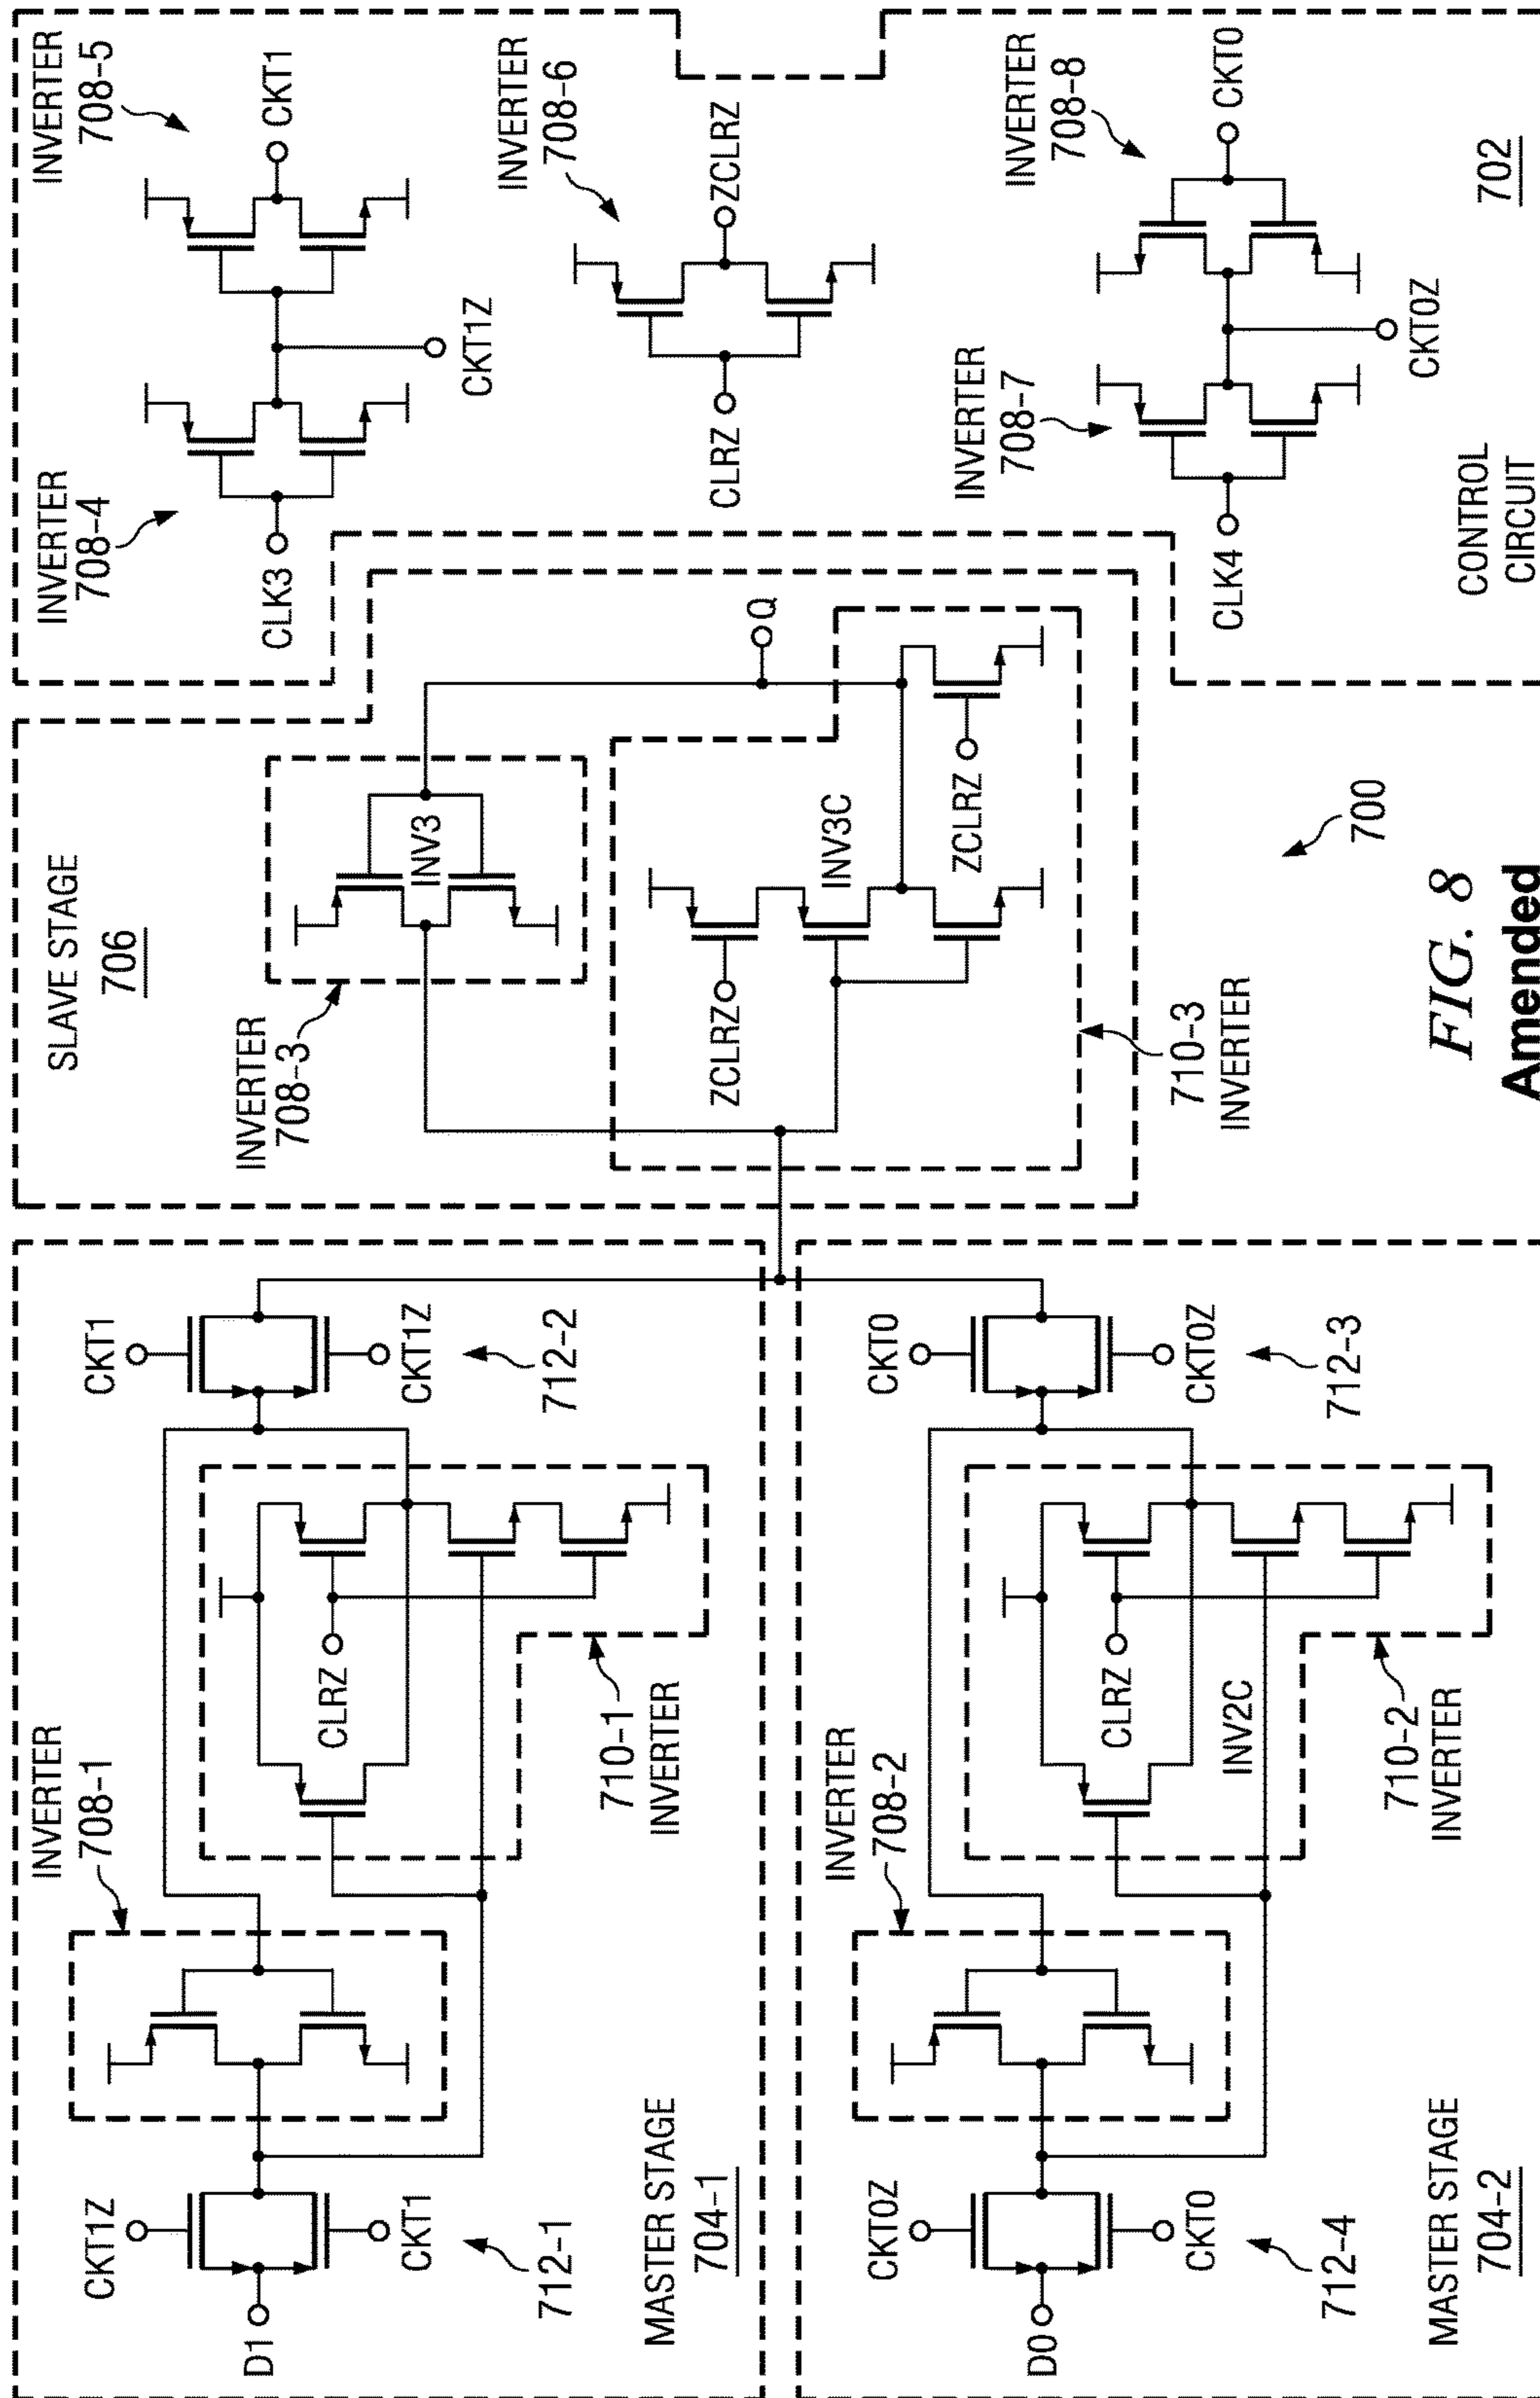 INVERTER
708-4
INVERTER
708-5
CLK3
CKT1
CKT1Z
INVERTER
708-6
CLRZ
ZCLRZ
INVERTER
708-7
INVERTER
708-8
CLK4
CKT0
CKT0Z
CONTROL
CIRCUIT
702
SLAVE STAGE
706
INVERTER
708-3
INV3
Q
ZCLRZ
INV3C
ZCLRZ
710-3
INVERTER
700
INVERTER
708-1
CKT1Z
D1
CKT1
712-1
CLRZ
710-1
INVERTER
CKT1
CKT1Z
712-2
MASTER STAGE
704-1
INVERTER
708-2
CKT0Z
D0
CKT0
712-4
CLRZ
INV2C
710-2
INVERTER
CKT0
CKT0Z
712-3
MASTER STAGE
704-2
FIG. 8
Amended